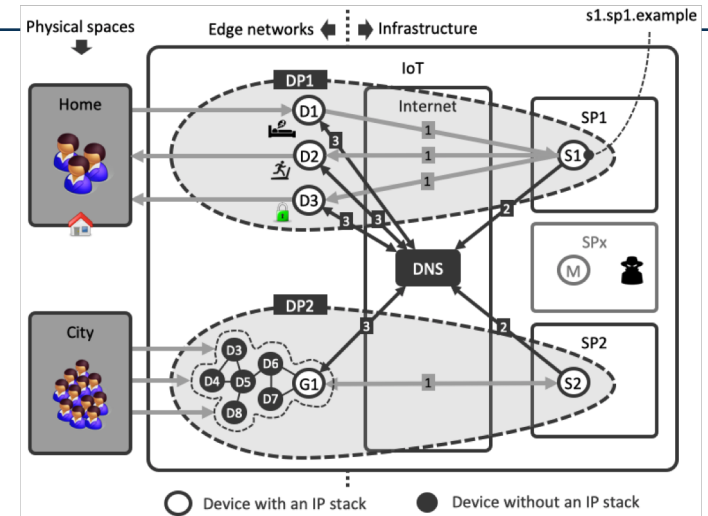 s1.sp1.example
Physical spaces
Edge networks
Infrastructure
IoT
DP1
Home
Internet
SP1
D1
3
1
D2
1
S1
1
D3
3
3
2
SPx
DNS
M
DP2
City
3
2
SP2
D3
D6
D4
D5
G1
1
S2
D7
D8
Device with an IP stack
Device without an IP stack